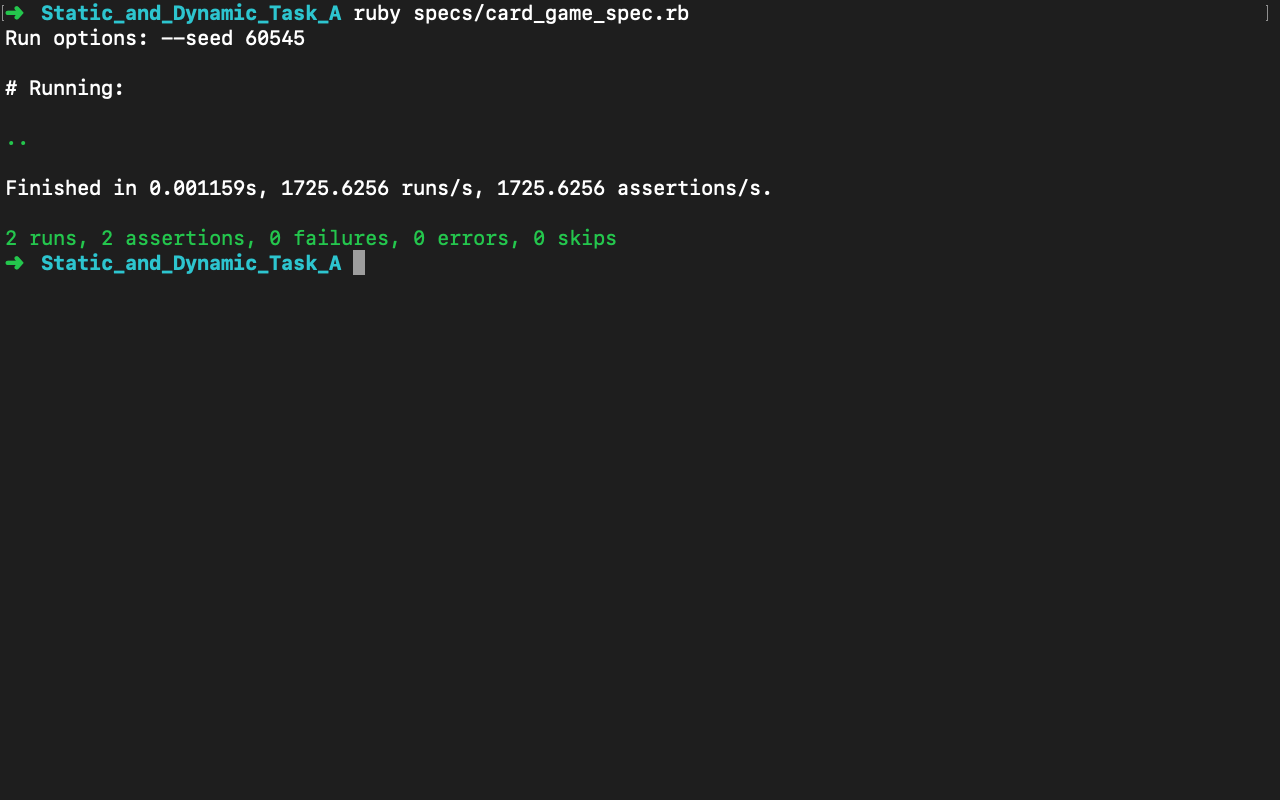 [➜ Static_and_Dynamic_Task_A ruby specs/card_game_spec.rb ]
Run options: --seed 60545
# Running:
..
Finished in 0.001159s, 1725.6256 runs/s, 1725.6256 assertions/s.
2 runs, 2 assertions, 0 failures, 0 errors, 0 skips
➜ Static_and_Dynamic_Task_A